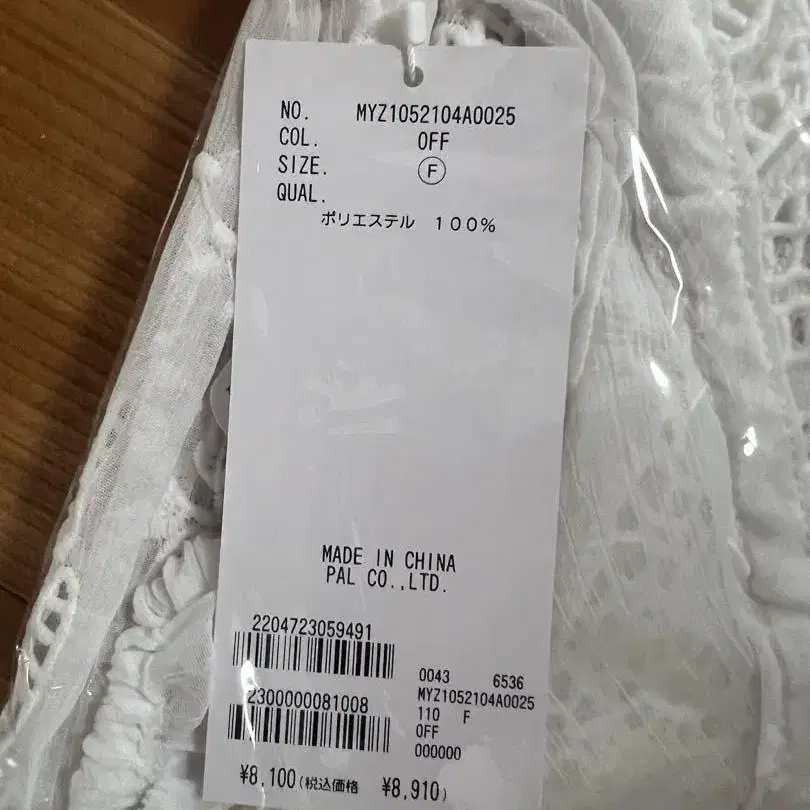 NO. MYZ1052104A0025
COL. OFF
SIZE. Ⓕ
QUAL.
ポリエステル 100%
MADE IN CHINA
PAL CO.,LTD.
2204723059491
0043 6536
MYZ1052104A0025
2300000081008
110 F
OFF
000000
¥8,100(税込価格 ¥8,910)